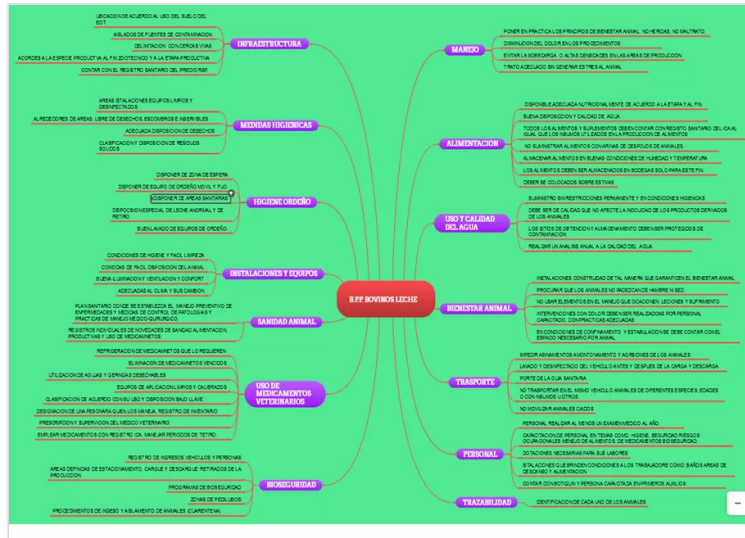 UBICACION DE ACUERDO AL USO DEL SUELO DEL
EOT
AISLADOS DE FUENTES DE CONTAMINACION
DELIMITACION CON CERCAS VIVAS
ACORDES A LA ESPECIE PRODUCTIVA AL FIN ZOOTECNICO Y A LA ETAPA PRODUCTIVA
CONTAR CON EL REGISTRO SANITARIO DEL PREDIO RSP.
INFRAESTRUCTURA
AREAS ISTALACIONES EQUIPOS LIMPIOS Y
DESINFECTADOS
ALREDEDORES DE AREAS, LIBRE DE DESECHOS, ESCOMBROS E INSERVIBLES
ADECUADA DISPOSICION DE DESECHOS
CLASIFICACION Y DISPOSICION DE RESIDUOS
SOLIDOS
MEDIDAS HIGIENICAS
DISPONER DE ZONA DE ESPERA
DISPONER DE EQUIPO DE ORDEÑO MOVIL Y FIJO
DISPONER DE AREAS SANITARIAS
DISPOSICION ESPECIAL DE LECHE ANORMAL Y DE
RETIRO
BUEN LAVADO DE EQUIPOS DE ORDEÑO
HIGIENE ORDEÑO
CONDICIONES DE HIGIENE Y FACIL LIMPIEZA
COMODAS DE FACIL DISPOSICION DEL ANIMAL
BUENA ILUMINACION Y VENTILACION Y CONFORT
ADECUADAS AL CLIMA Y SUS CAMBION
INSTALACIONES Y EQUIPOS
PLAN SANITARIO DONDE SE ESTABLEZCA EL MANEJO PREVENTIVO DE
ENFERMEDADES Y MEDIDAS DE CONTROL DE PATOLOGIAS Y
PRACTICAS DE MANEJO MEDICO-QUIRURGICO.
REGISTROS INDIVIDUALES DE NOVEDADES DE SANIDAD ALIMENTACION,
PRODUCTIVAS Y USO DE MEDICAMENTOS
SANIDAD ANIMAL
REFRIGERACION DE MEDICAMENTOS QUE LO REQUIEREN
ELIMINACION DE MEDICAMENTOS VENCIDOS
UTILIZACION DE AGUJAS Y GERINGAS DESECHABLES
EQUIPOS DE APLICACION LIMPIOS Y CALIBRADOS
CLASIFICACION DE ACUERDO CON SU USO Y DISPOSICION BAJO LLAVE
DESIGNACION DE UNA PESONARA QUIEN LOS MANEJA, REGISTRO DE INVENTARIO
PRESCRIPCION Y SUPERVICION DEL MEDICO VETERINARIO
EMPLEAR MEDICAMENTOS CON REGISTRO ICA, MANEJAR PERIODOS DE TETIRO.
USO DE
MEDICAMENTOS
VETERINARIOS
REGISTRO DE INGRESOS VEHICULOS Y PERSONAS
AREAS DEFINIDAS DE ESTACIONAMIENTO, CARGUE Y DESCARGUE, RETIRADOS DE LA
PRODUCCION
PROGRAMAS DE BIOSEGURIDAD
ZONAS DE PEDILUBIOS
PROCEDIMIENTOS DE INGESO Y AISLAMIENTO DE ANIMALES (CUARENTENA)
BIOSEGURIDAD
B.P.P. BOVINOS LECHE
MANEJO
PONER EN PRACTICA LOS PRINCIPIOS DE BIENESTAR ANIMAL, NO HERIDAS, NO MALTRATO.
DISMINUCION DEL DOLOR EN LOS PROCEDIMIENTOS
EVITAR LA SOBRECARGA O ALTAS DENSIDADES EN LAS AREAS DE PRODUCCION
TRATO ADECUADO SIN GENERAR ESTRES AL ANIMAL
ALIMENTACION
DISPONIBLE, ADECUADA NUTRICIONALMENTE DE ACUERDO A LA ETAPA Y AL FIN
BUENA DISPOSICION Y CALIDAD DE AGUA
TODOS LOS ALIMENTOS Y SUPLEMENTOS DEBEN CONTAR CON REGISTO SANITARIO DEL ICA AL
IGUAL QUE LOS INSUMOS UTILIZADOS EN LA PRODUCION DE ALIMENTOS
NO SUMINISTRAR ALIMENTOS CON ARINAS DE DESPOJOS DE ANIMALES.
ALMACENAR ALIMENTOS EN BUENAS CONDICIONES DE HUMEDAD Y TEMPERATURA
LOS ALIMENTOS DEBEN SER ALMACENADOS EN BODEGAS SOLO PARA ESTE FIN.
DEBER SE COLOCADOS SOBRE ESTIVAS
USO Y CALIDAD
DEL AGUA
SUMINISTRO SIN RESTRICCIONES PERMANENTE Y EN CONDICIONES HIGIENICAS
DEBE SER DE CALIDAD QUE NO AFECTE LA INOCUIDAD DE LOS PRODUCTOS DERIVADOS
DE LOS ANIMALES
LOS SITIOS DE OBTENCION Y ALMACENAMIENTO DEBEN SER PROTEGIDOS DE
CONTAMINACION
REALIZAR UN ANALISIS ANUAL A LA CALIDAD DEL AGUA
BIENESTAR ANIMAL
INSTALACIONES CONSTRUIDAS DE TAL MANERA QUE GARANTICEN EL BIENESTAR ANIMAL
PROCURAR QUE LOS ANIMALES NO PADEZCAN DE HAMBRE NI SED.
NO USAR ELEMENTOS EN EL MANEJO QUE OCACIONEN LECIONES Y SUFRIMIENTO
INTERVENCIONES CON DOLOR DEBEN SER REALIZADAS POR PERSONAL
CAPACITADO, CON PRACTICAS ADECUADAS
EN CONDICIONES DE CONFINAMIENTO Y ESTABULACION SE DEBE CONTAR CON EL
ESPACIO NESCESARIO POR ANIMAL
TRASPORTE
IMPEDIR ASINAMIENTOS AMONTONAMIENTO Y AGRSIONES DE LOS ANIMALES
LAVADO Y DESINFECTADO DEL VEHICULO ANTES Y DESPUES DE LA CARGA Y DESCARGA.
PORTE DE LA GUIA SANITARIA
NO TRASPORTAR EN EL MISMO VEHICULO ANIMALES DE DIFERENTES ESPECIES, EDADES
O CON INSUMOS U OTROS.
NO MOVILIZAR ANIMALES CAIDOS
PERSONAL
PERSONAL REALIZAR AL MENOS UN EXAMEN MEDICO AL AÑO.
CAPACITACION DE PERSONAL EN TEMAS COMO, HIGIENE, SEGURIDAD RIESGOS
OCUPACIONALES MENEJO DE ALIMENTOS, DE MEDICAMENTOS BIOSEGURIDAD.
DOTACIONES NECESARIAS PARA SUS LABORES
ISTALACIONES QUE BRINDEN CONDICIONES A LOS TRABAJADORE COMO BAÑOS AREAS DE
DESCANSO Y ALIMENTACION
CONTAR CON BOTIQUIN Y PERSONA CAPACITADA EN PRIMEROS AUXILIOS
TRAZABILIDAD
IDENTIFICACION DE CADA UNO DE LOS ANIMALES